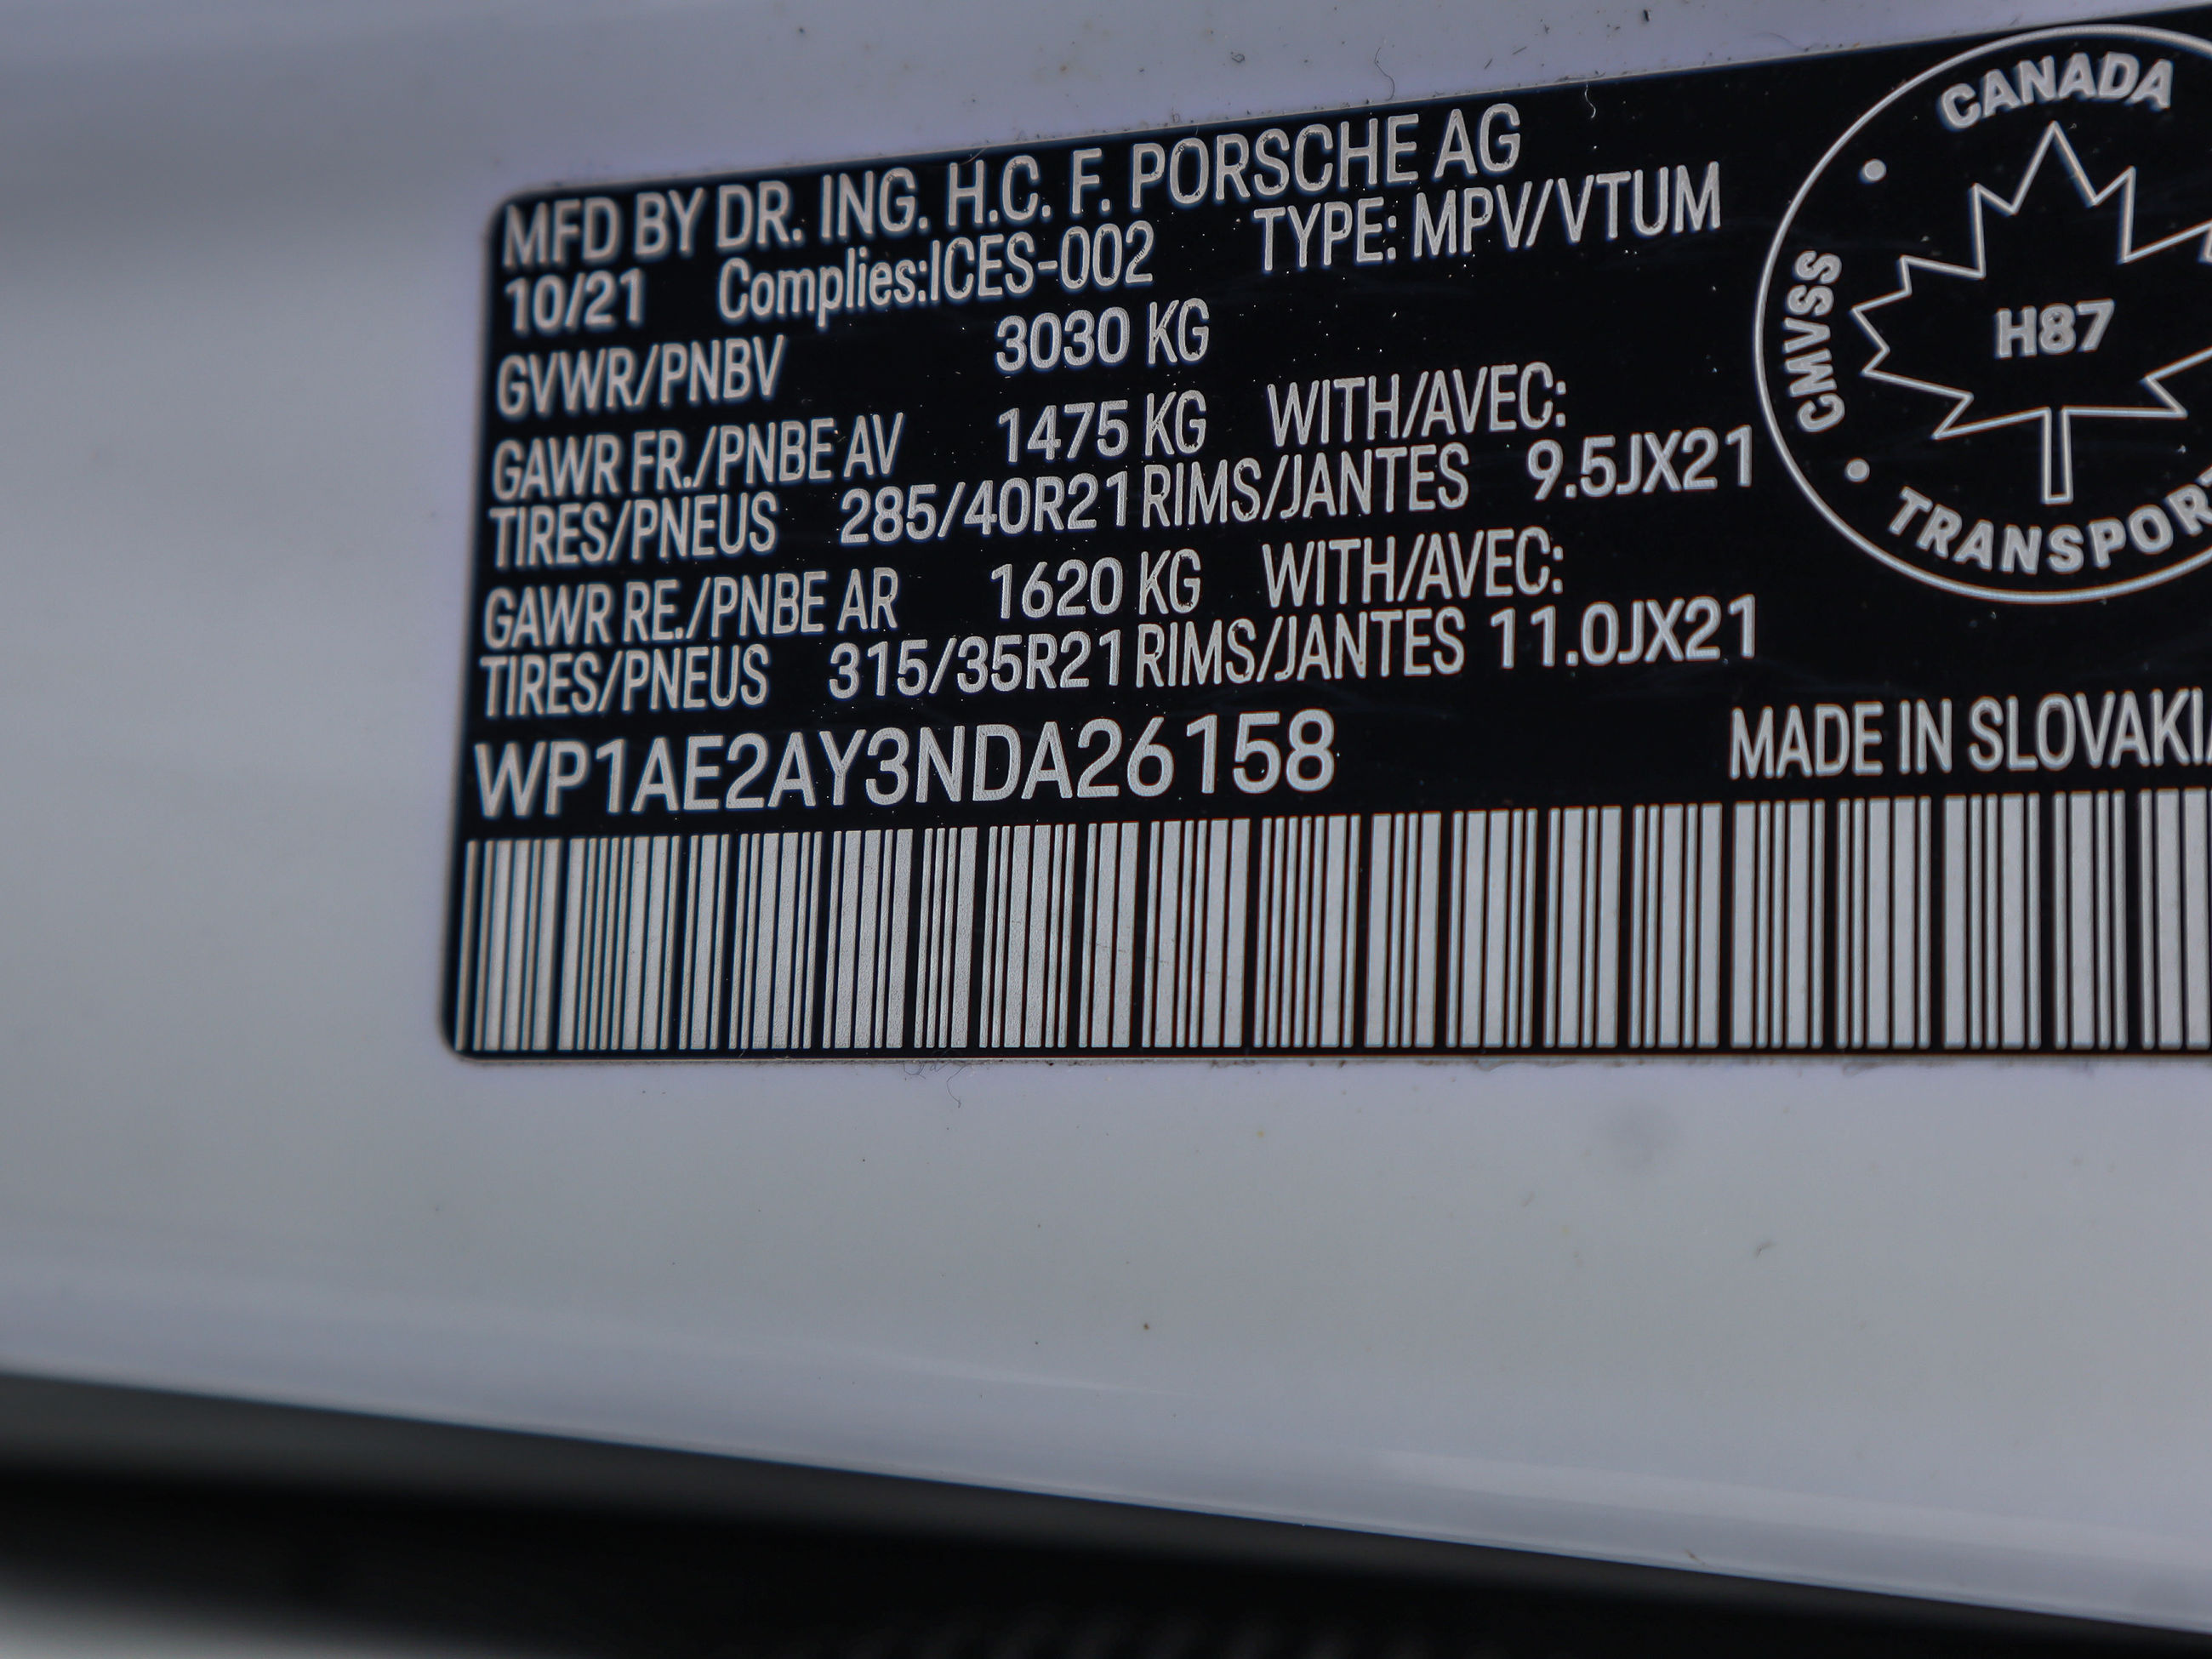 MFD BY DR. ING. H.C. F. PORSCHE AG
10/21 Complies:ICES-002 TYPE: MPV/VTUM
GVWR/PNBV 3030 KG
GAWR FR./PNBE AV 1475 KG WITH/AVEC:
TIRES/PNEUS 285/40R21 RIMS/JANTES 9.5JX21
GAWR RE./PNBE AR 1620 KG WITH/AVEC:
TIRES/PNEUS 315/35R21 RIMS/JANTES 11.0JX21
WP1AE2AY3NDA26158
MADE IN SLOVAKIA
CANADA
CMVSS
H87
TRANSPOR